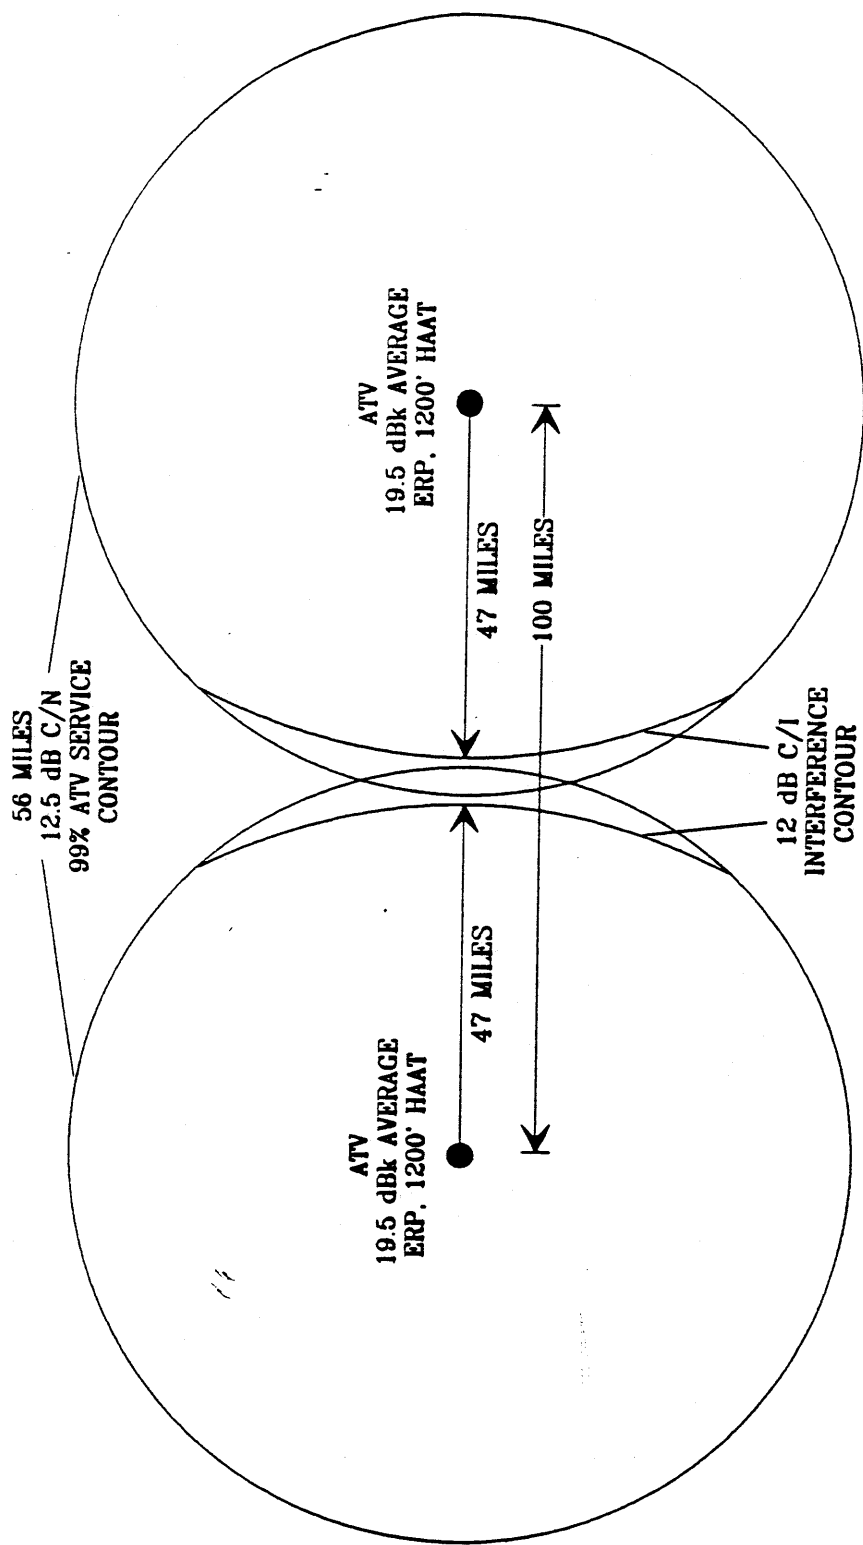 56 MILES
12.5 dB C/N
99% ATV SERVICE
CONTOUR
ATV
19.5 dBk AVERAGE
ERP, 1200' HAAT
47 MILES
ATV
19.5 dBk AVERAGE
ERP, 1200' HAAT
47 MILES
100 MILES
12 dB C/I
INTERFERENCE
CONTOUR